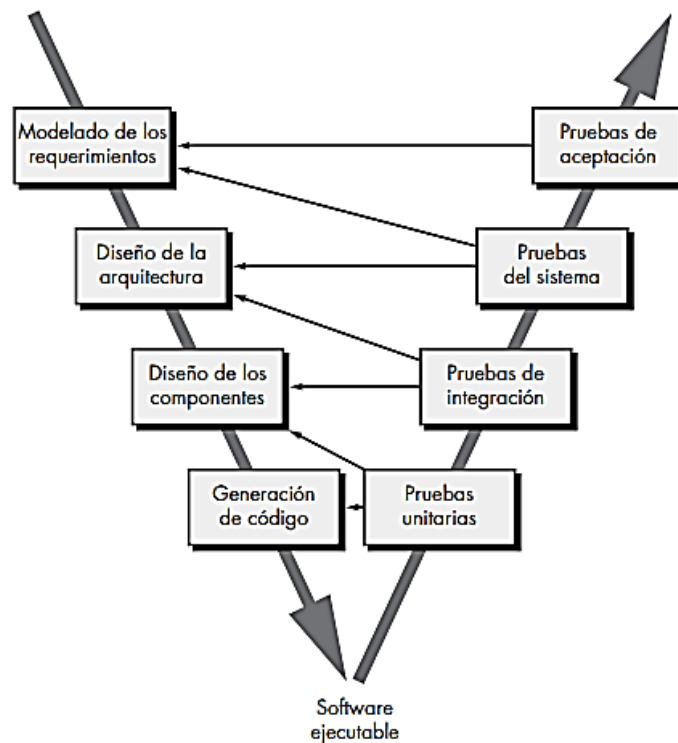 Modelado de los
requerimientos
Pruebas de
aceptación
Diseño de la
arquitectura
Pruebas
del sistema
Diseño de los
componentes
Pruebas de
integración
Generación
de código
Pruebas
unitarias
Software
ejecutable